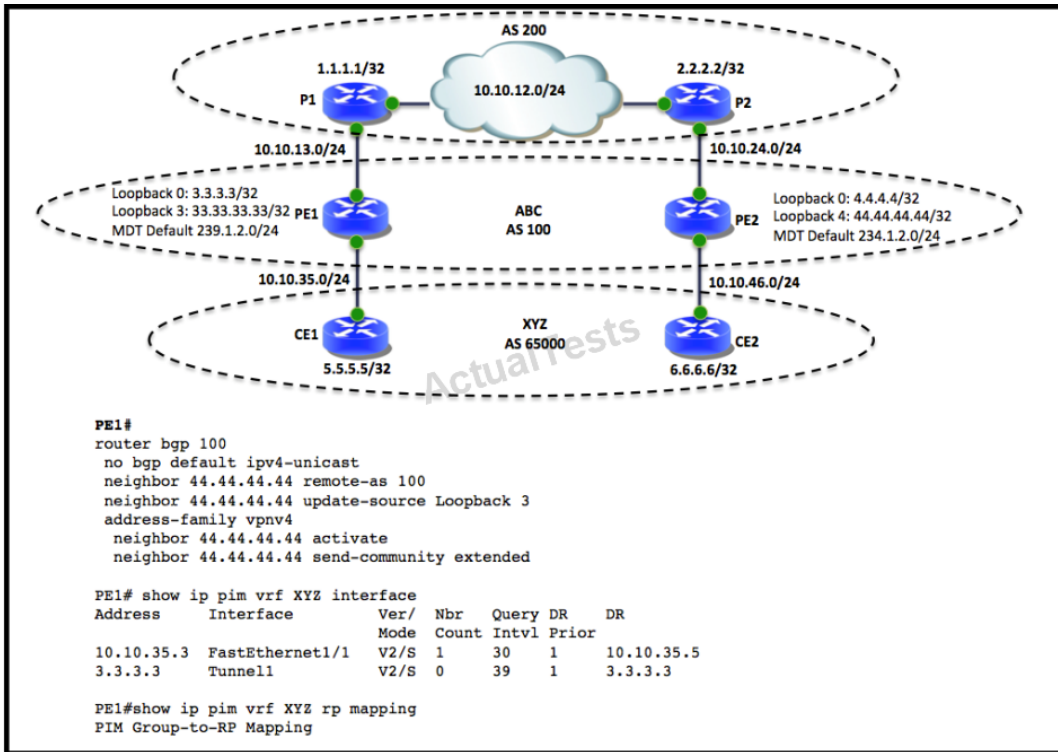 AS 200
1.1.1.1/32
2.2.2.2/32
P1
10.10.12.0/24
P2
10.10.13.0/24
10.10.24.0/24
Loopback 0: 3.3.3.3/32
Loopback 3: 33.33.33.33/32
MDT Default 239.1.2.0/24
PE1
ABC
AS 100
PE2
Loopback 0: 4.4.4.4/32
Loopback 4: 44.44.44.44/32
MDT Default 234.1.2.0/24
10.10.35.0/24
10.10.46.0/24
CE1
XYZ
AS 65000
CE2
5.5.5.5/32
6.6.6.6/32
ActualTests
PE1#
router bgp 100
no bgp default ipv4-unicast
neighbor 44.44.44.44 remote-as 100
neighbor 44.44.44.44 update-source Loopback 3
address-family vpnv4
neighbor 44.44.44.44 activate
neighbor 44.44.44.44 send-community extended
PE1# show ip pim vrf XYZ interface
Address Interface Ver/ Nbr Query DR DR
Mode Count Intvl Prior
10.10.35.3 FastEthernet1/1 V2/S 1 30 1 10.10.35.5
3.3.3.3 Tunnel1 V2/S 0 39 1 3.3.3.3
PE1#show ip pim vrf XYZ rp mapping
PIM Group-to-RP Mapping